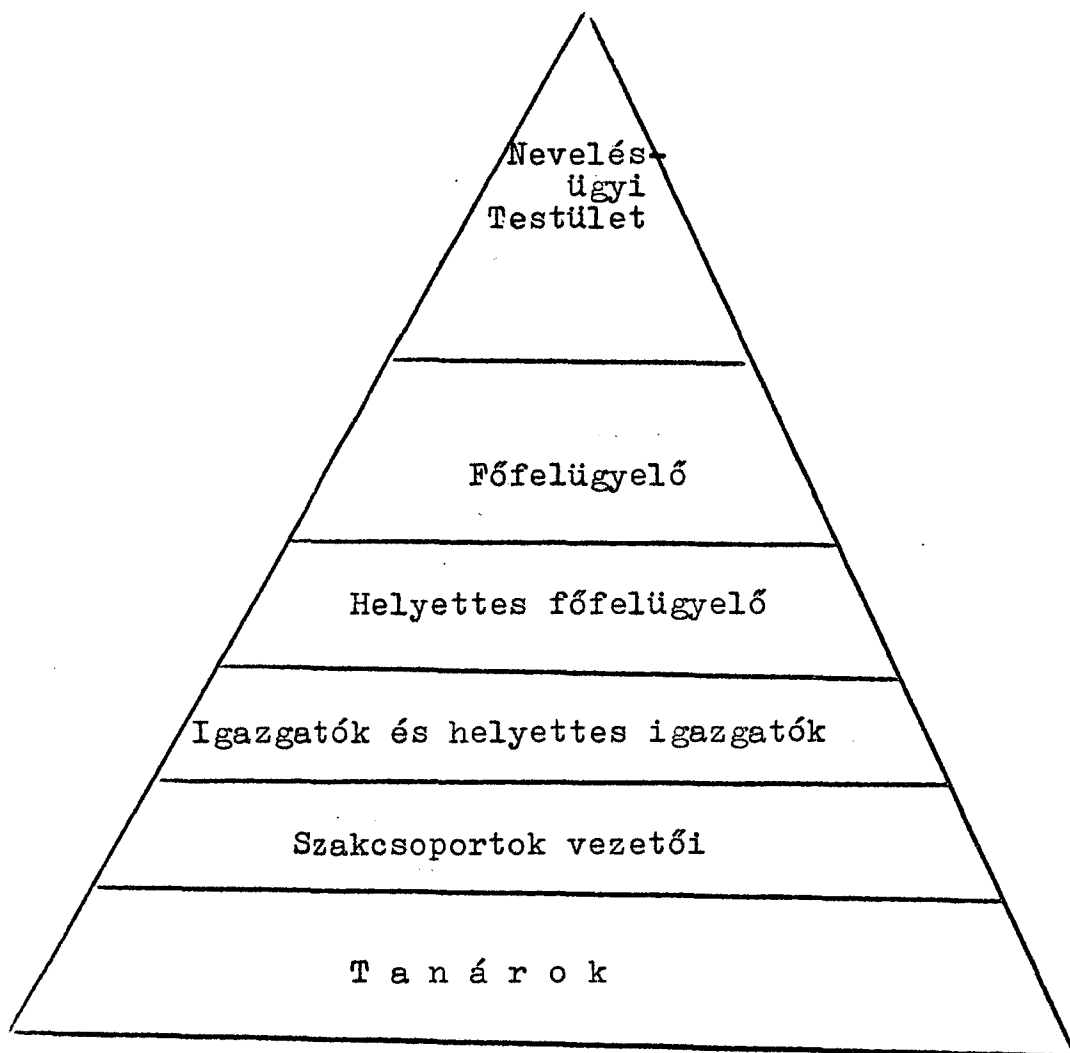 Nevelés-
ügyi
Testület
Főfelügyelő
Helyettes főfelügyelő
Igazgatók és helyettes igazgatók
Szakcsoportok vezetői
T a n á r o k